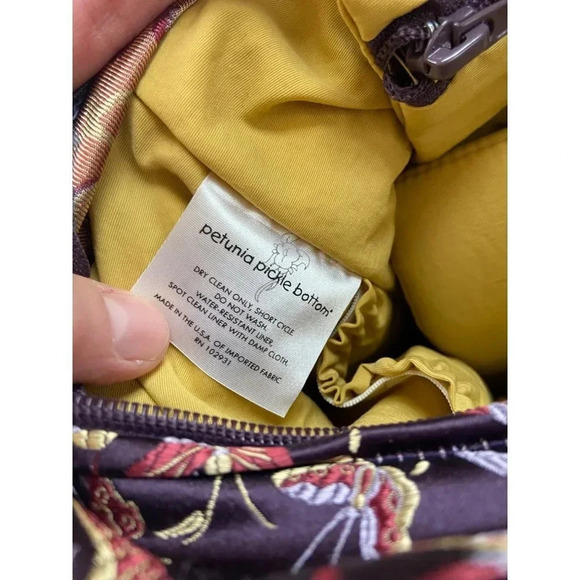 petunia pickle bottom
DRY CLEAN ONLY, SHORT CYCLE
DO NOT WASH.
WATER-RESISTANT LINER,
SPOT CLEAN LINER WITH DAMP CLOTH.
MADE IN THE U.S.A. OF IMPORTED FABRIC
RN 102931